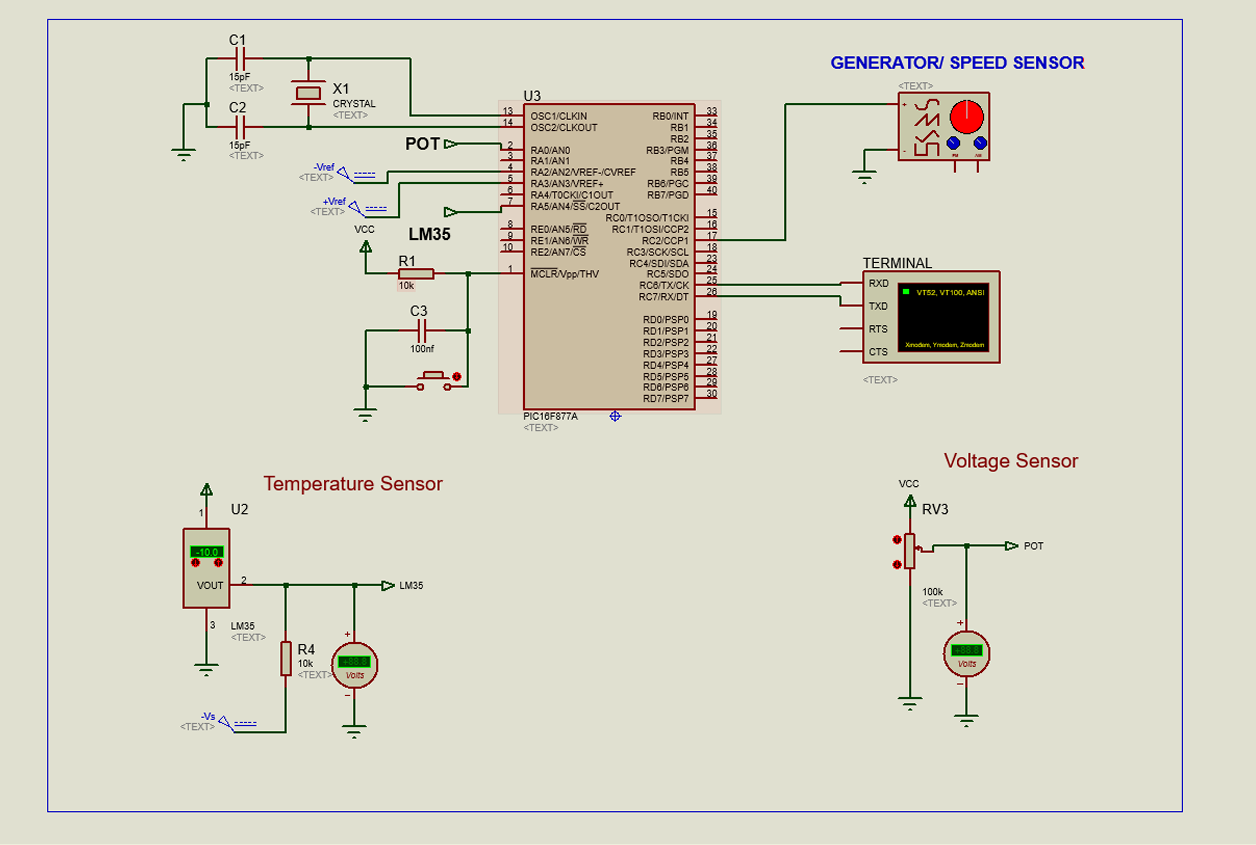 C1
15pF
<TEXT>
X1
CRYSTAL
<TEXT>
C2
15pF
<TEXT>
GENERATOR/ SPEED SENSOR
<TEXT>
+
-
U3
13 OSC1/CLKIN
14 OSC2/CLKOUT
2 RA0/AN0
3 RA1/AN1
4 RA2/AN2/VREF-/CVREF
5 RA3/AN3/VREF+
6 RA4/T0CKI/C1OUT
7 RA5/AN4/SS/C2OUT
8 RE0/AN5/RD
9 RE1/AN6/WR
10 RE2/AN7/CS
1 MCLR/Vpp/THV
RB0/INT 33
RB1 34
RB2 35
RB3/PGM 36
RB4 37
RB5 38
RB6/PGC 39
RB7/PGD 40
RC0/T1OSO/T1CKI 15
RC1/T1OSI/CCP2 16
RC2/CCP1 17
RC3/SCK/SCL 18
RC4/SDI/SDA 23
RC5/SDO 24
RC6/TX/CK 25
RC7/RX/DT 26
RD0/PSP0 19
RD1/PSP1 20
RD2/PSP2 21
RD3/PSP3 22
RD4/PSP4 27
RD5/PSP5 28
RD6/PSP6 29
RD7/PSP7 30
PIC16F877A
<TEXT>
POT
-Vref
<TEXT>
+Vref
<TEXT>
LM35
VCC
R1
10k
C3
100nf
TERMINAL
RXD
TXD
RTS
CTS
VT52, VT100, ANSI
Xmodem, Ymodem, Zmodem
<TEXT>
Temperature Sensor
U2
1
-10.0
VOUT
2
3
LM35
<TEXT>
LM35
R4
10k
<TEXT>
+
Volts
-
-Vs
<TEXT>
Voltage Sensor
VCC
RV3
POT
100k
<TEXT>
+
Volts
-